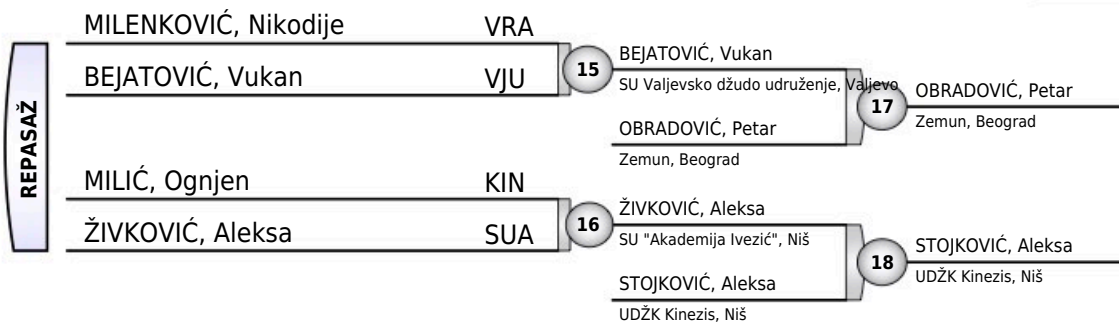 REPASAŽ
MILENKOVIĆ, Nikodije VRA
BEJATOVIĆ, Vukan VJU
15
BEJATOVIĆ, Vukan
SU Valjevsko džudo udruženje, Valjevo
OBRADOVIĆ, Petar
Zemun, Beograd
17
OBRADOVIĆ, Petar
Zemun, Beograd
MILIĆ, Ognjen KIN
ŽIVKOVIĆ, Aleksa SUA
16
ŽIVKOVIĆ, Aleksa
SU "Akademija Ivezić", Niš
STOJKOVIĆ, Aleksa
UDŽK Kinezis, Niš
18
STOJKOVIĆ, Aleksa
UDŽK Kinezis, Niš